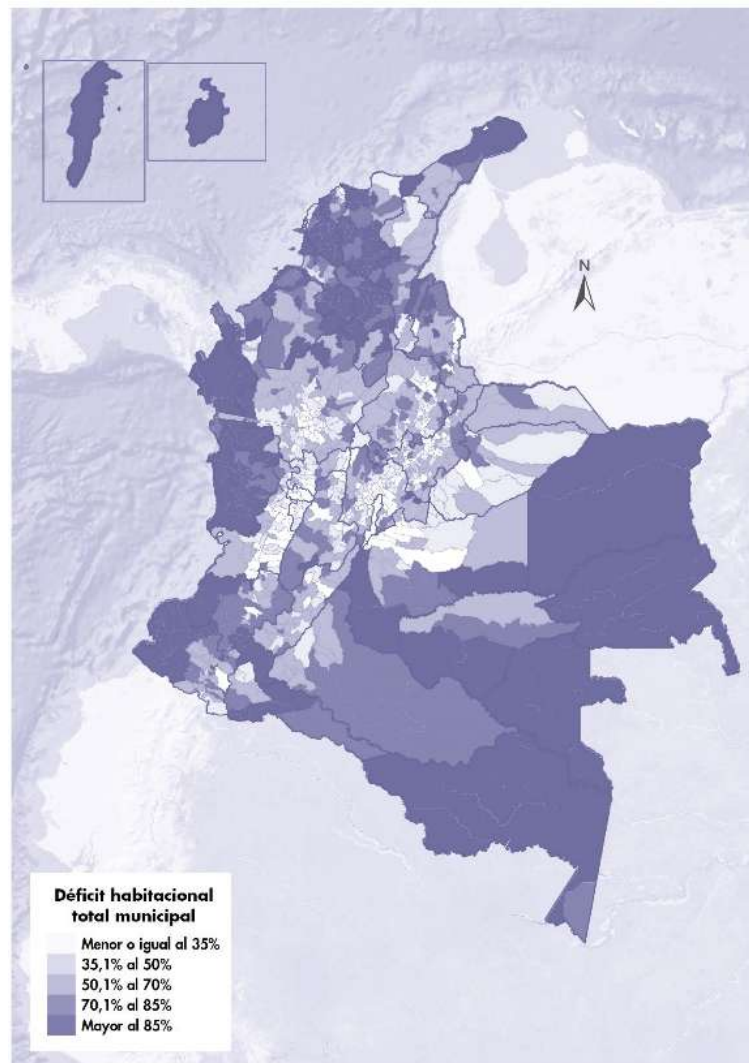 N
Déficit habitacional
total municipal
Menor o igual al 35%
35,1% al 50%
50,1% al 70%
70,1% al 85%
Mayor al 85%